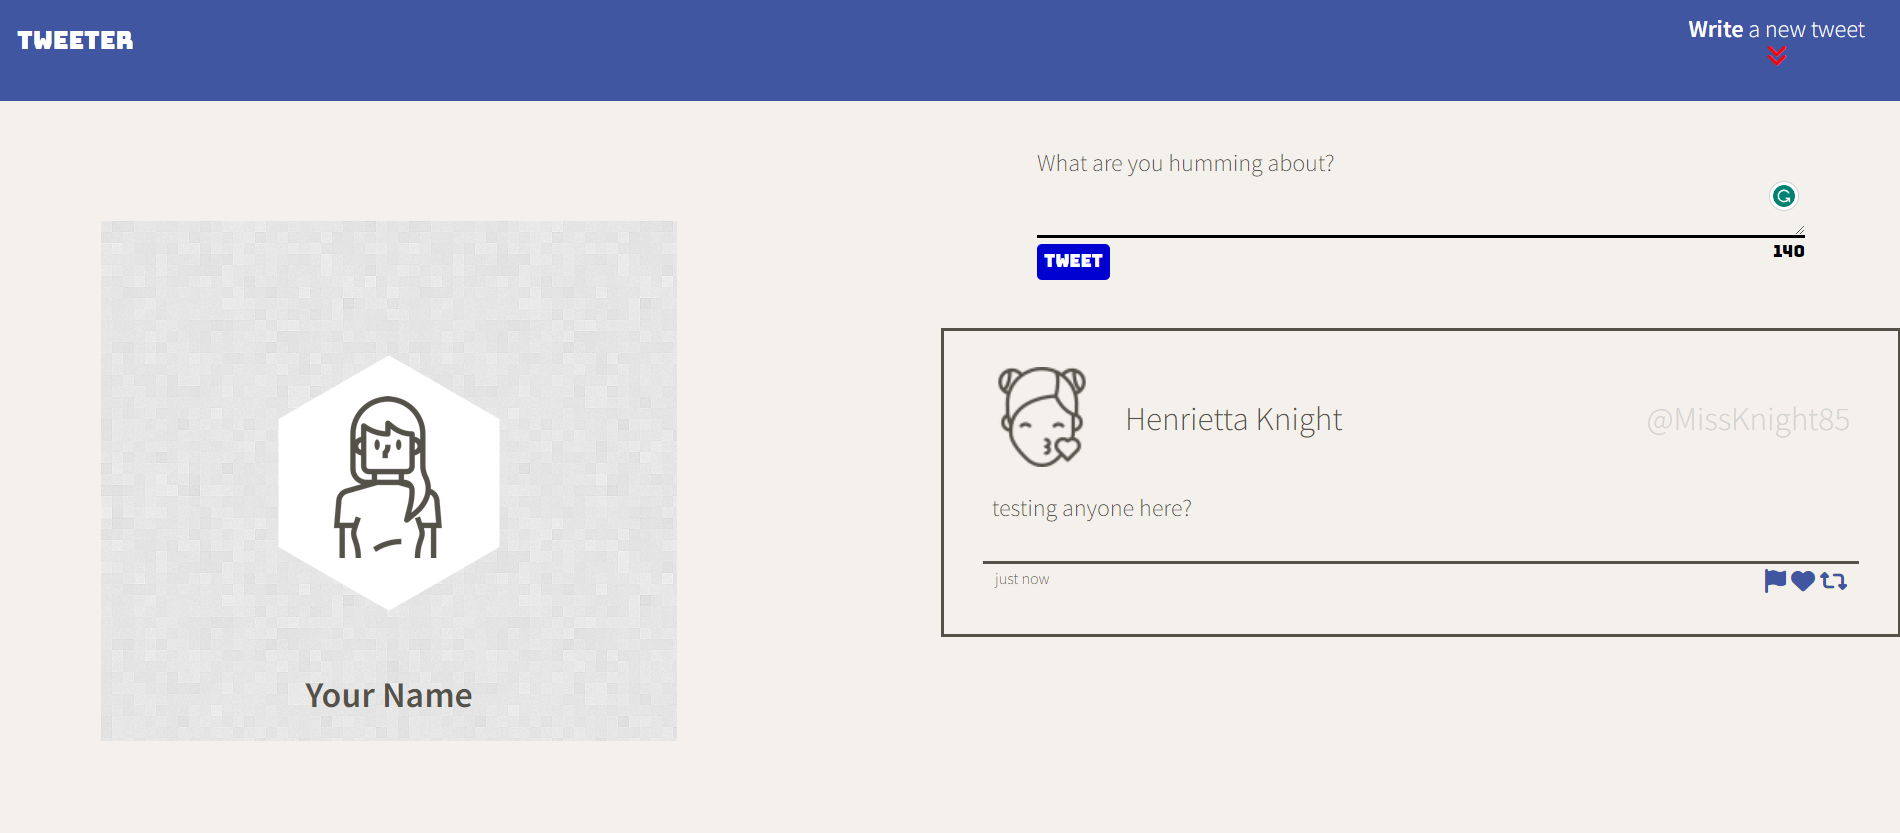 TWEETER
Write a new tweet
What are you humming about?
TWEET
140
Your Name
Henrietta Knight
@MissKnight85
testing anyone here?
just now